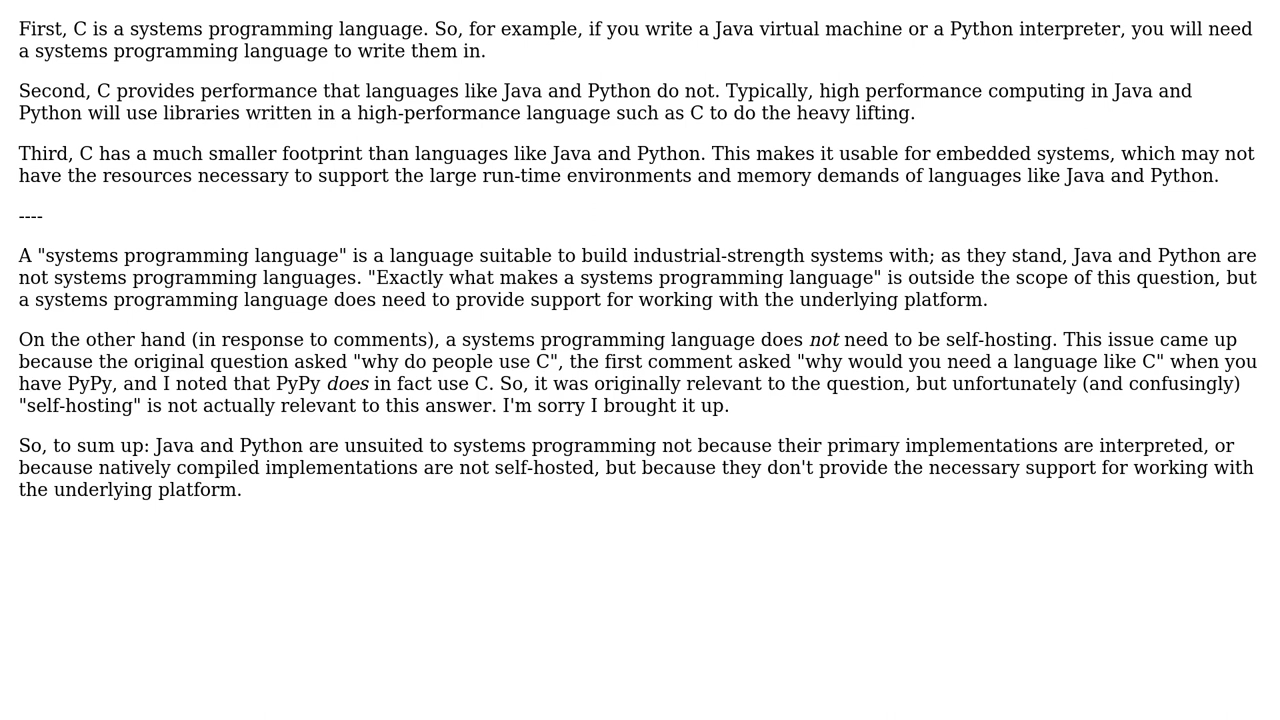 First, C is a systems programming language. So, for example, if you write a Java virtual machine or a Python interpreter, you will need
a systems programming language to write them in.
Second, C provides performance that languages like Java and Python do not. Typically, high performance computing in Java and
Python will use libraries written in a high-performance language such as C to do the heavy lifting.
Third, C has a much smaller footprint than languages like Java and Python. This makes it usable for embedded systems, which may not
have the resources necessary to support the large run-time environments and memory demands of languages like Java and Python.
----
A "systems programming language" is a language suitable to build industrial-strength systems with; as they stand, Java and Python are
not systems programming languages. "Exactly what makes a systems programming language" is outside the scope of this question, but
a systems programming language does need to provide support for working with the underlying platform.
On the other hand (in response to comments), a systems programming language does not need to be self-hosting. This issue came up
because the original question asked "why do people use C", the first comment asked "why would you need a language like C" when you
have PyPy, and I noted that PyPy does in fact use C. So, it was originally relevant to the question, but unfortunately (and confusingly)
"self-hosting" is not actually relevant to this answer. I'm sorry I brought it up.
So, to sum up: Java and Python are unsuited to systems programming not because their primary implementations are interpreted, or
because natively compiled implementations are not self-hosted, but because they don't provide the necessary support for working with
the underlying platform.